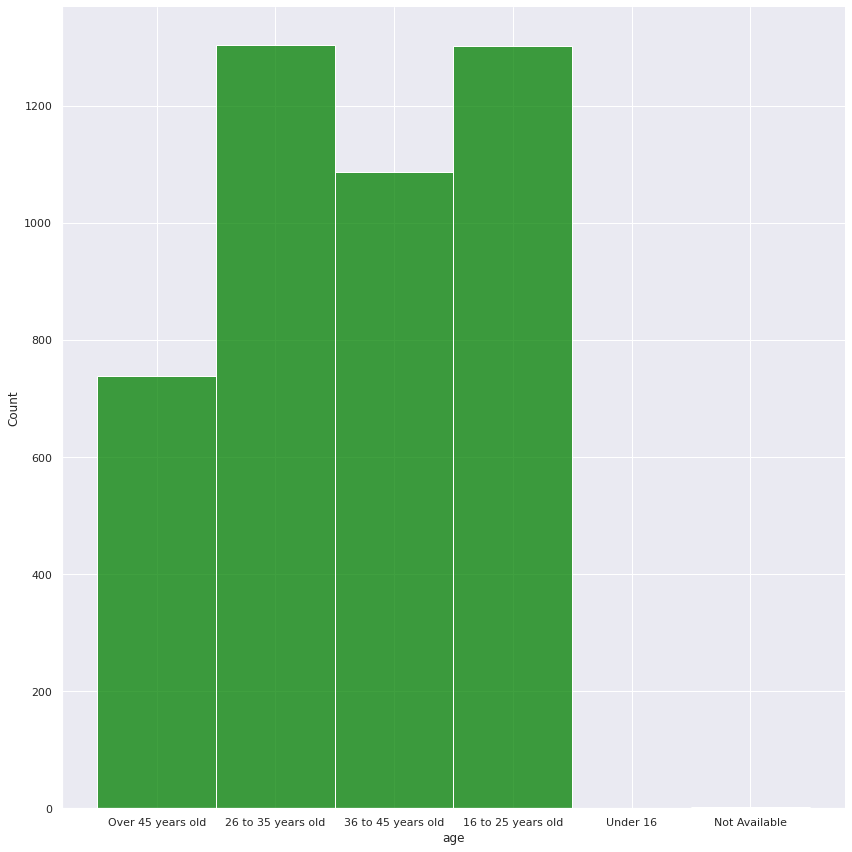 1200
1000
800
600
400
200
0
Count
Over 45 years old
26 to 35 years old
36 to 45 years old
16 to 25 years old
Under 16
Not Available
age